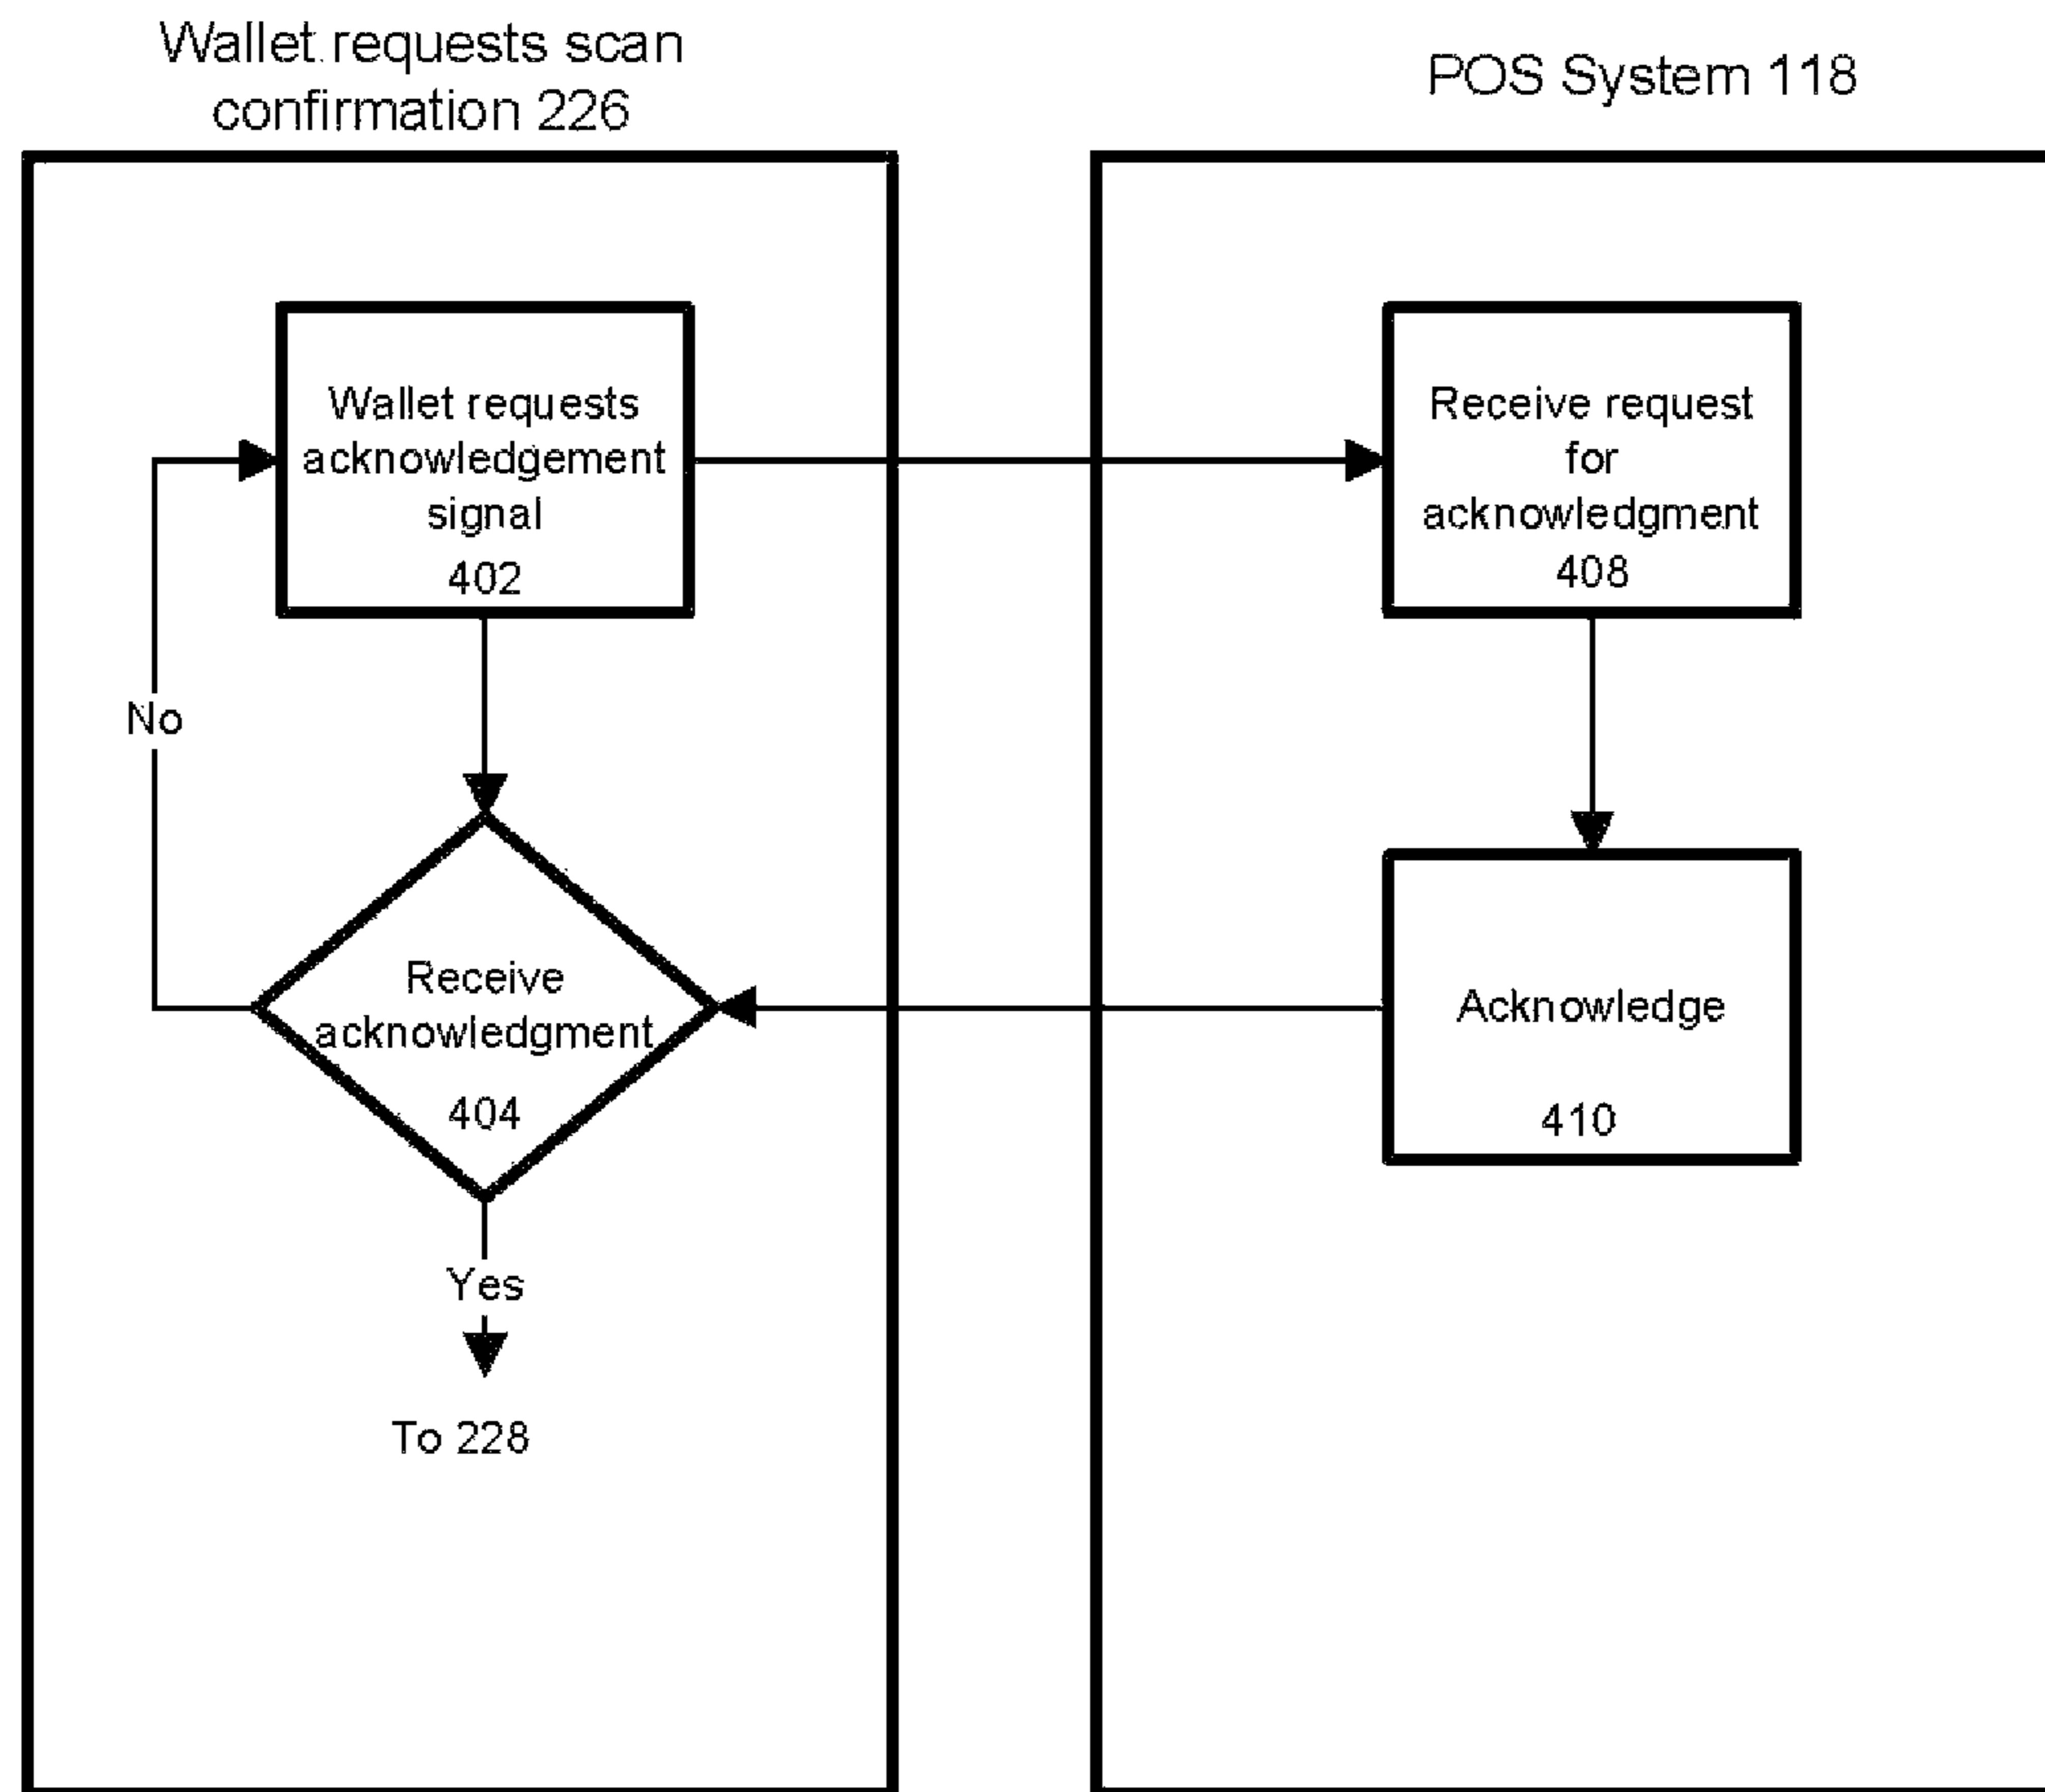 Wallet requests scan
confirmation 226
POS System 118
Wallet requests
acknowledgement
signal
402
Receive request
for
acknowledgment
408
No
Receive
acknowledgment
404
Acknowledge
410
Yes
To 228